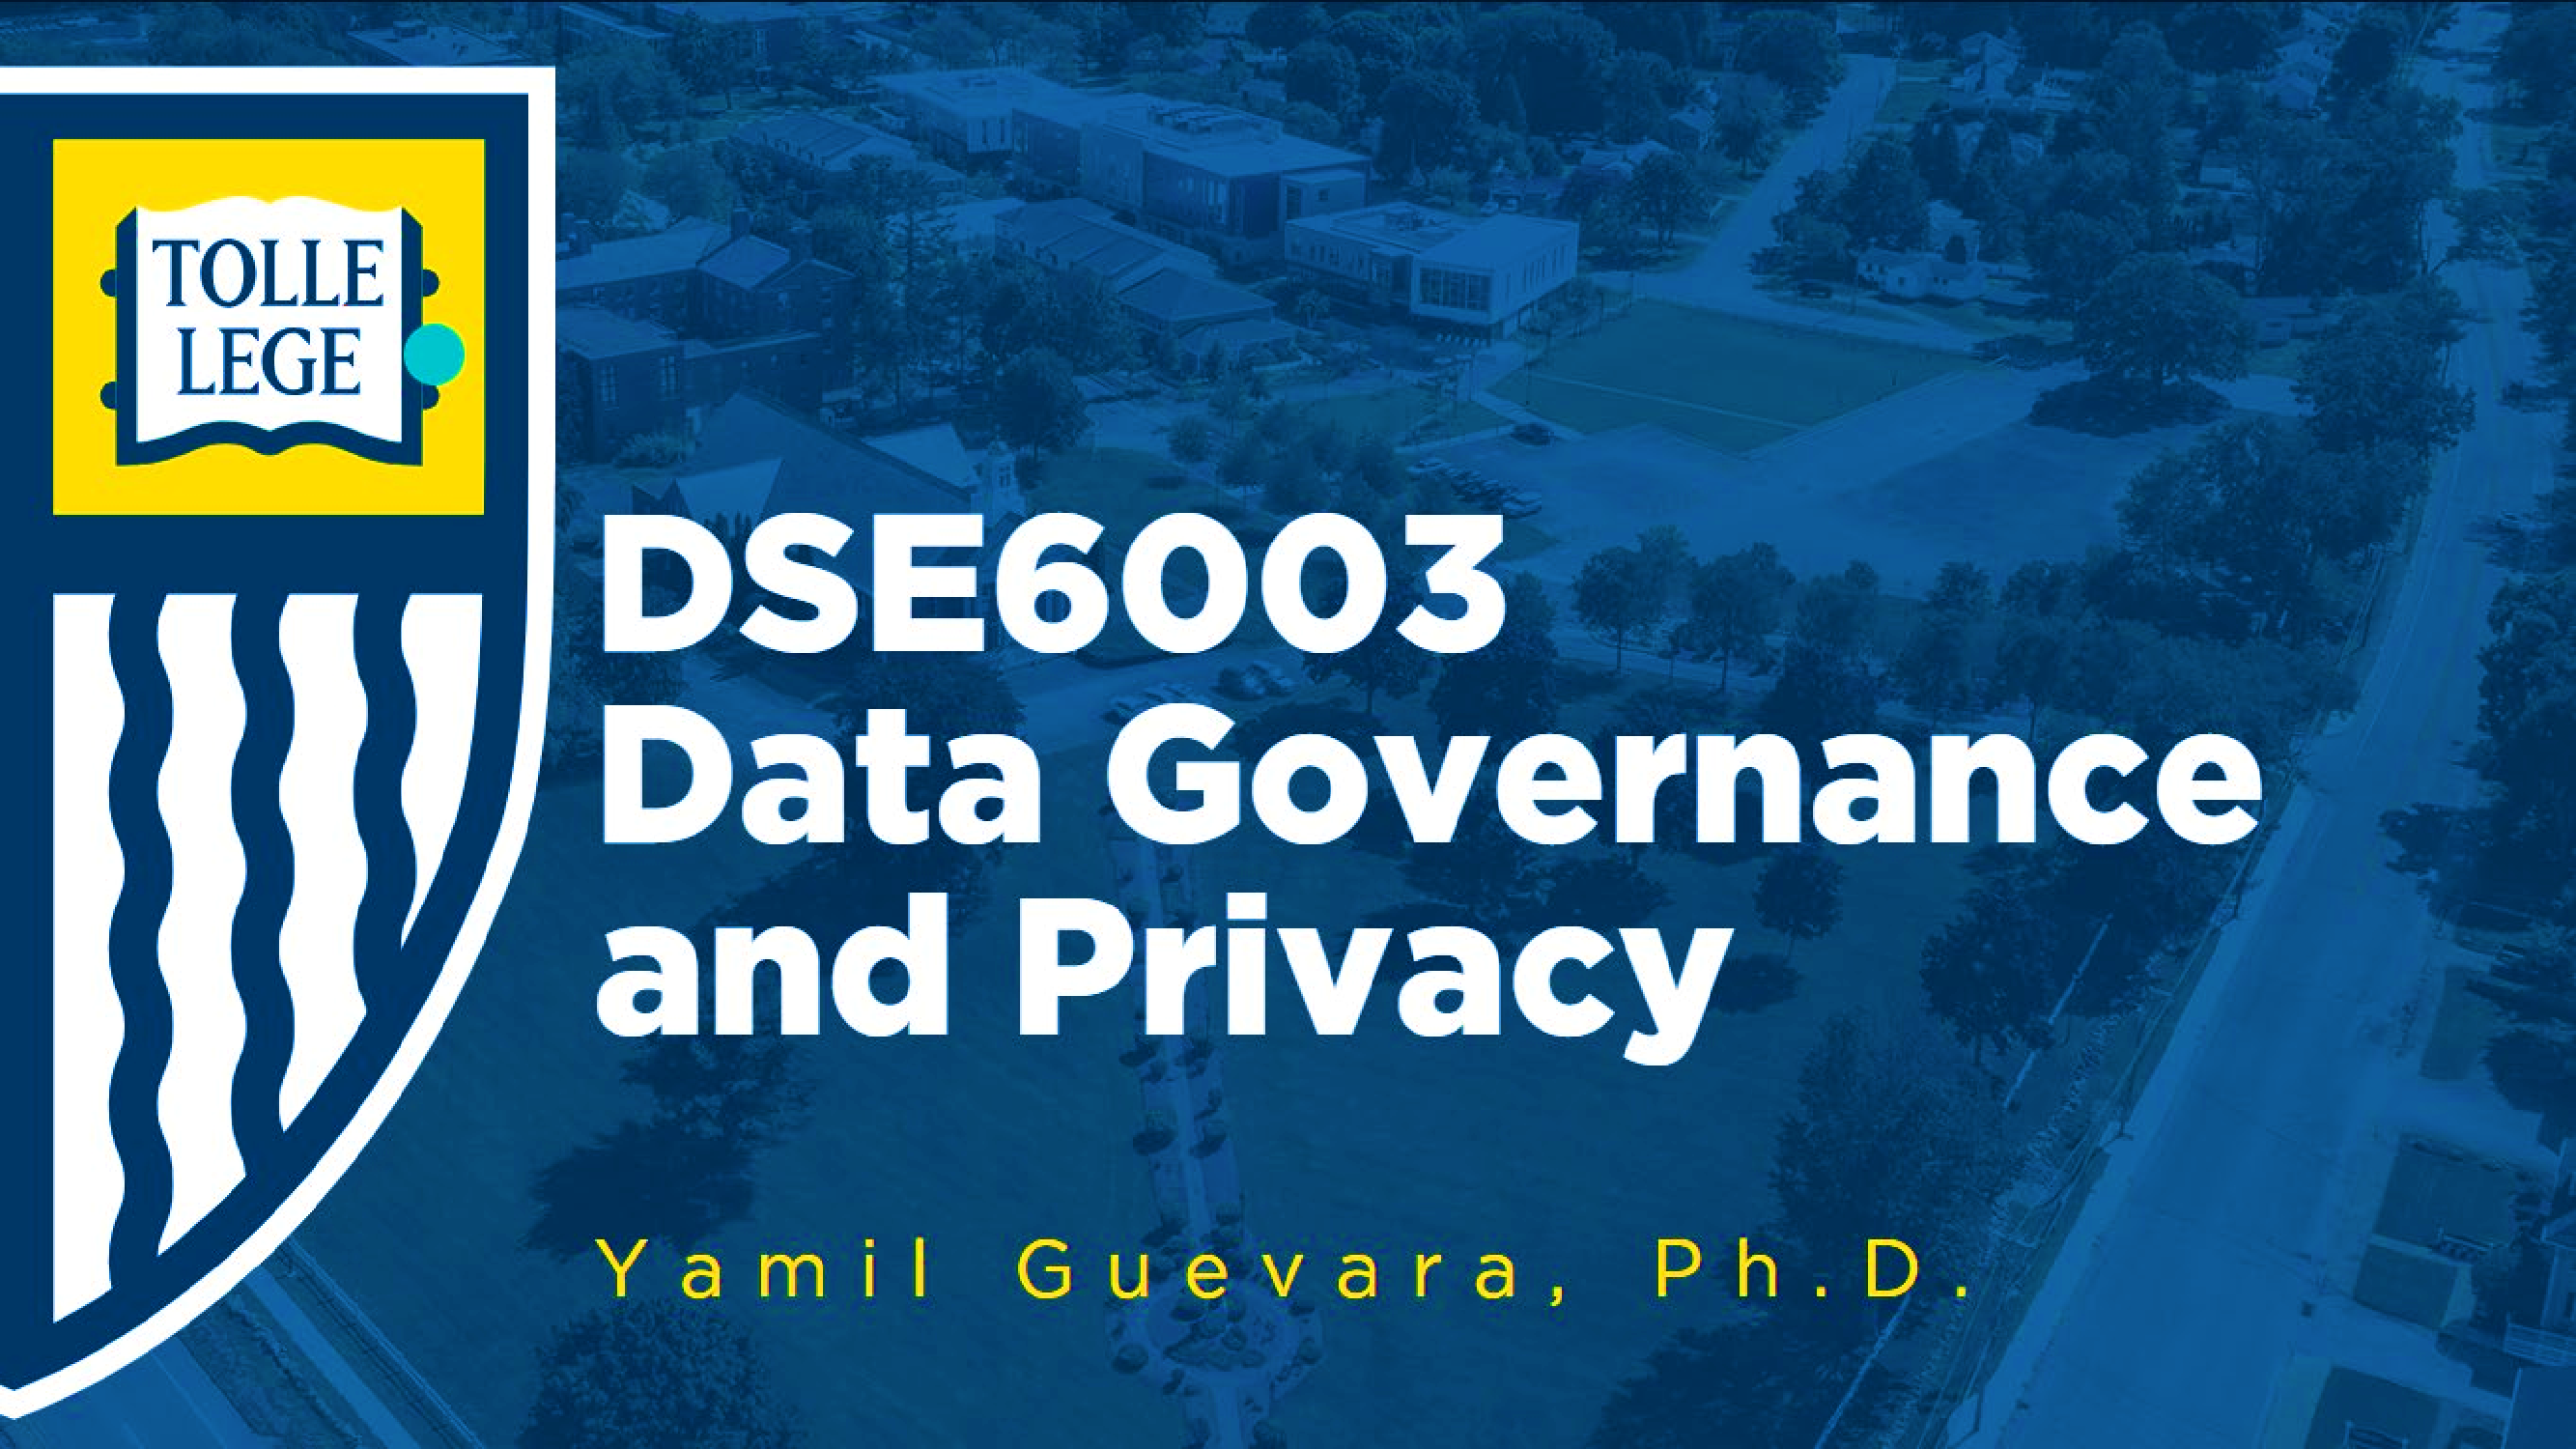 TOLLE
LEGE
DSE6003
Data Governance
and Privacy
Yamil Guevara, Ph.D.